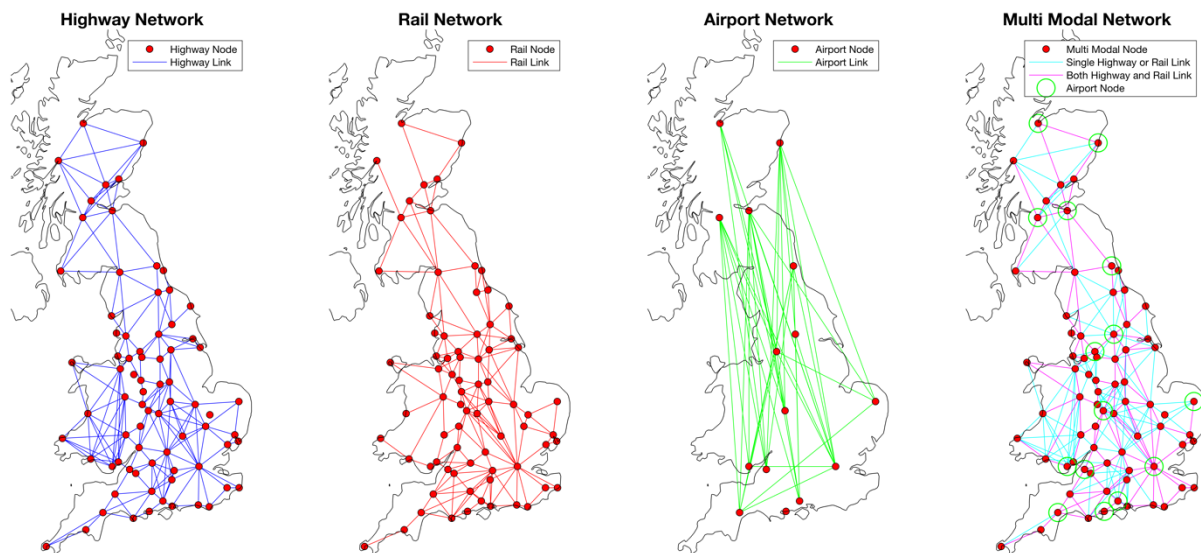 Highway Network
Highway Node
Highway Link
Rail Network
Rail Node
Rail Link
Airport Network
Airport Node
Airport Link
Multi Modal Network
Multi Modal Node
Single Highway or Rail Link
Both Highway and Rail Link
Airport Node